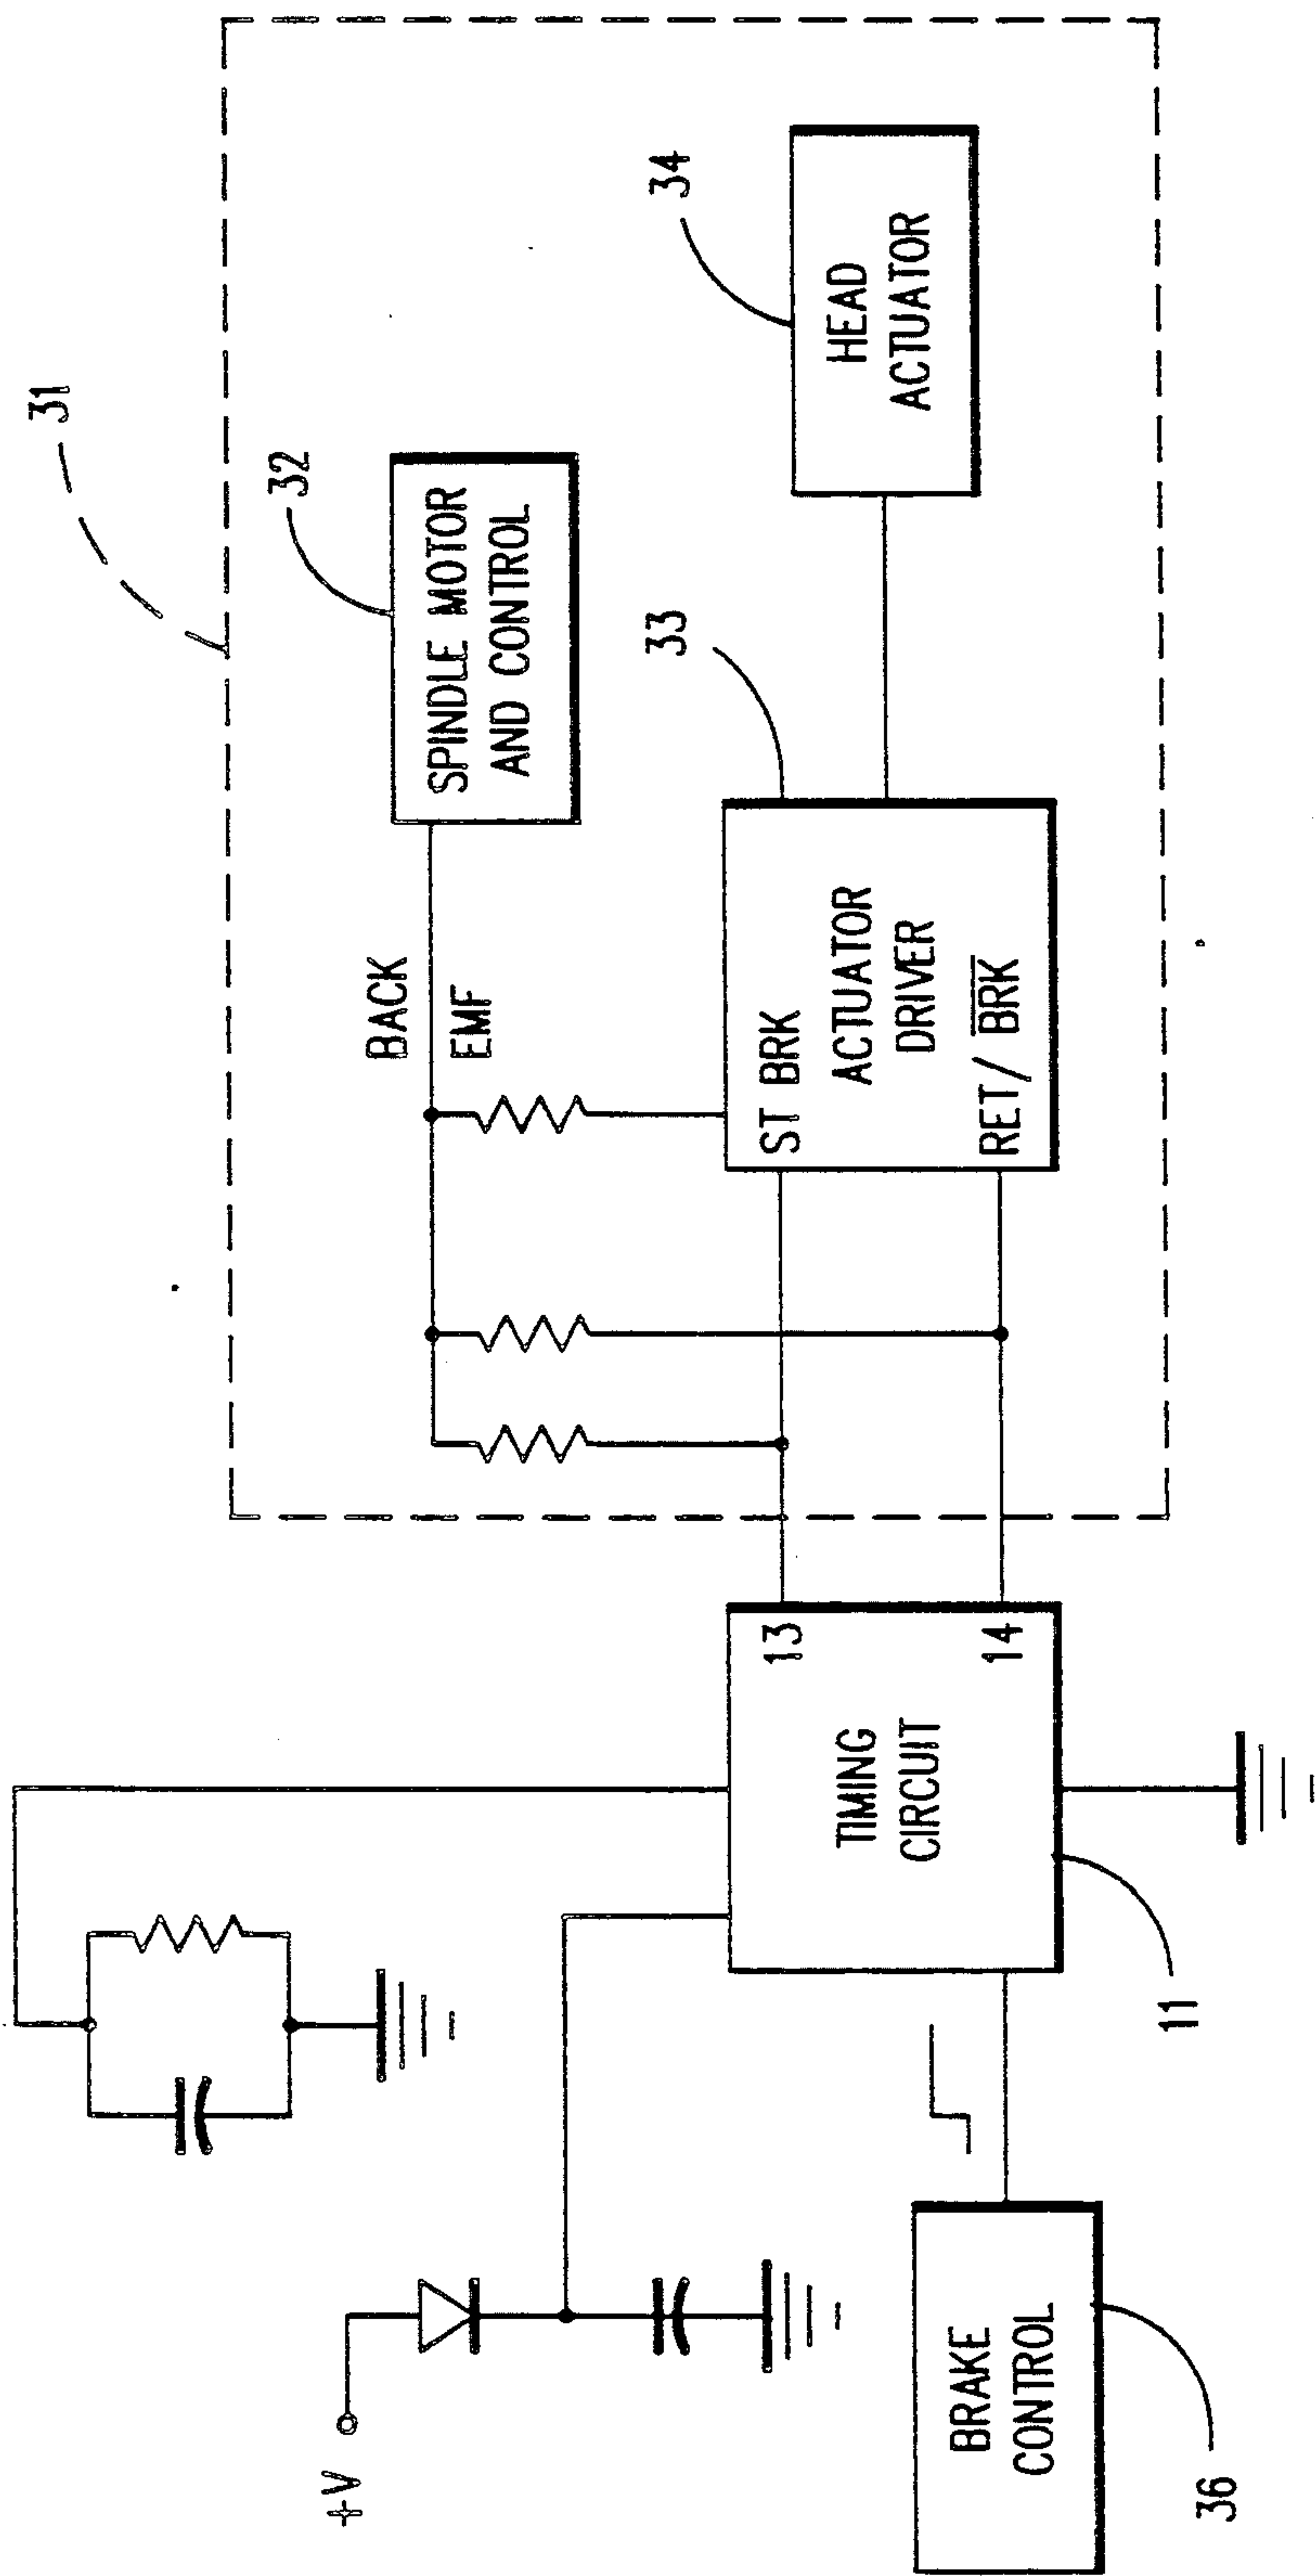 31
32
SPINDLE MOTOR
AND CONTROL
BACK
EMF
34
HEAD
ACTUATOR
33
ST BRK
ACTUATOR
DRIVER
RET/ B̅R̅K̅
13
14
TIMING
CIRCUIT
11
+V
BRAKE
CONTROL
36